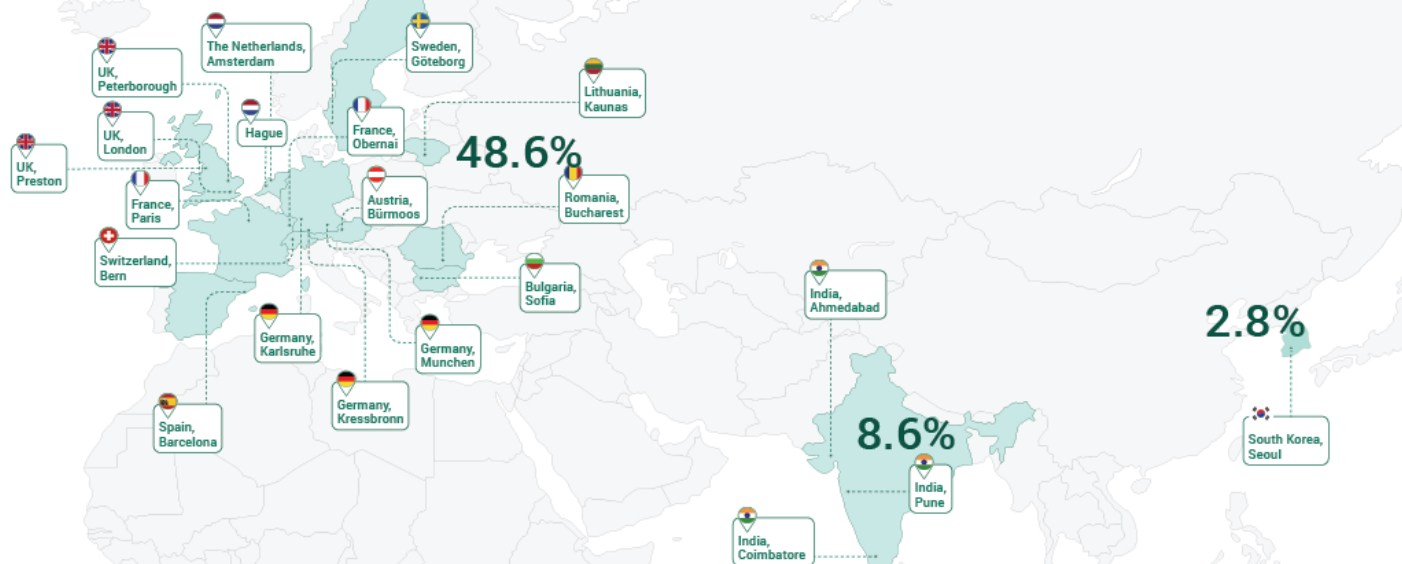 The Netherlands,
Amsterdam
Sweden,
Göteborg
UK,
Peterborough
Lithuania,
Kaunas
Hague
France,
Obernai
UK,
London
48.6%
UK,
Preston
France,
Paris
Austria,
Bürmoos
Romania,
Bucharest
Switzerland,
Bern
Bulgaria,
Sofia
India,
Ahmedabad
2.8%
Germany,
Karlsruhe
Germany,
Munchen
Germany,
Kressbronn
Spain,
Barcelona
8.6%
South Korea,
Seoul
India,
Pune
India,
Coimbatore